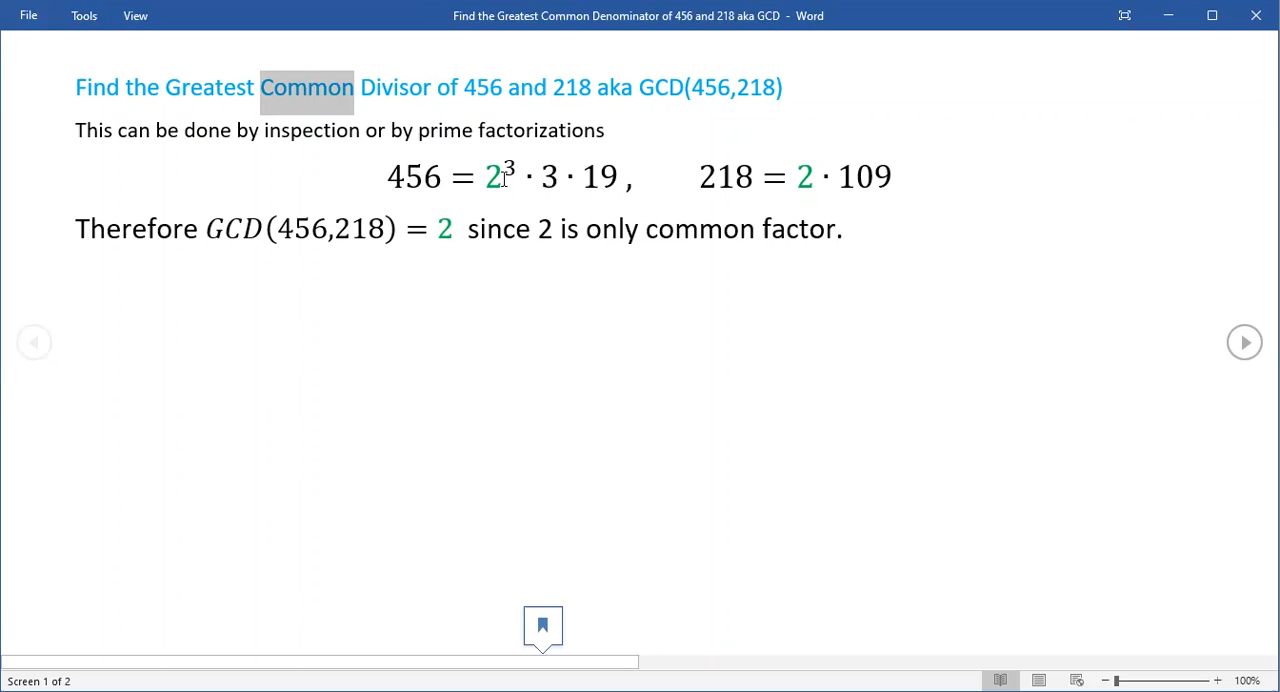 File Tools View Find the Greatest Common Denominator of 456 and 218 aka GCD - Word
Find the Greatest Common Divisor of 456 and 218 aka GCD(456,218)
This can be done by inspection or by prime factorizations
456 = 2³ · 3 · 19 , 218 = 2 · 109
Therefore GCD(456,218) = 2 since 2 is only common factor.
Screen 1 of 2 − + 100%